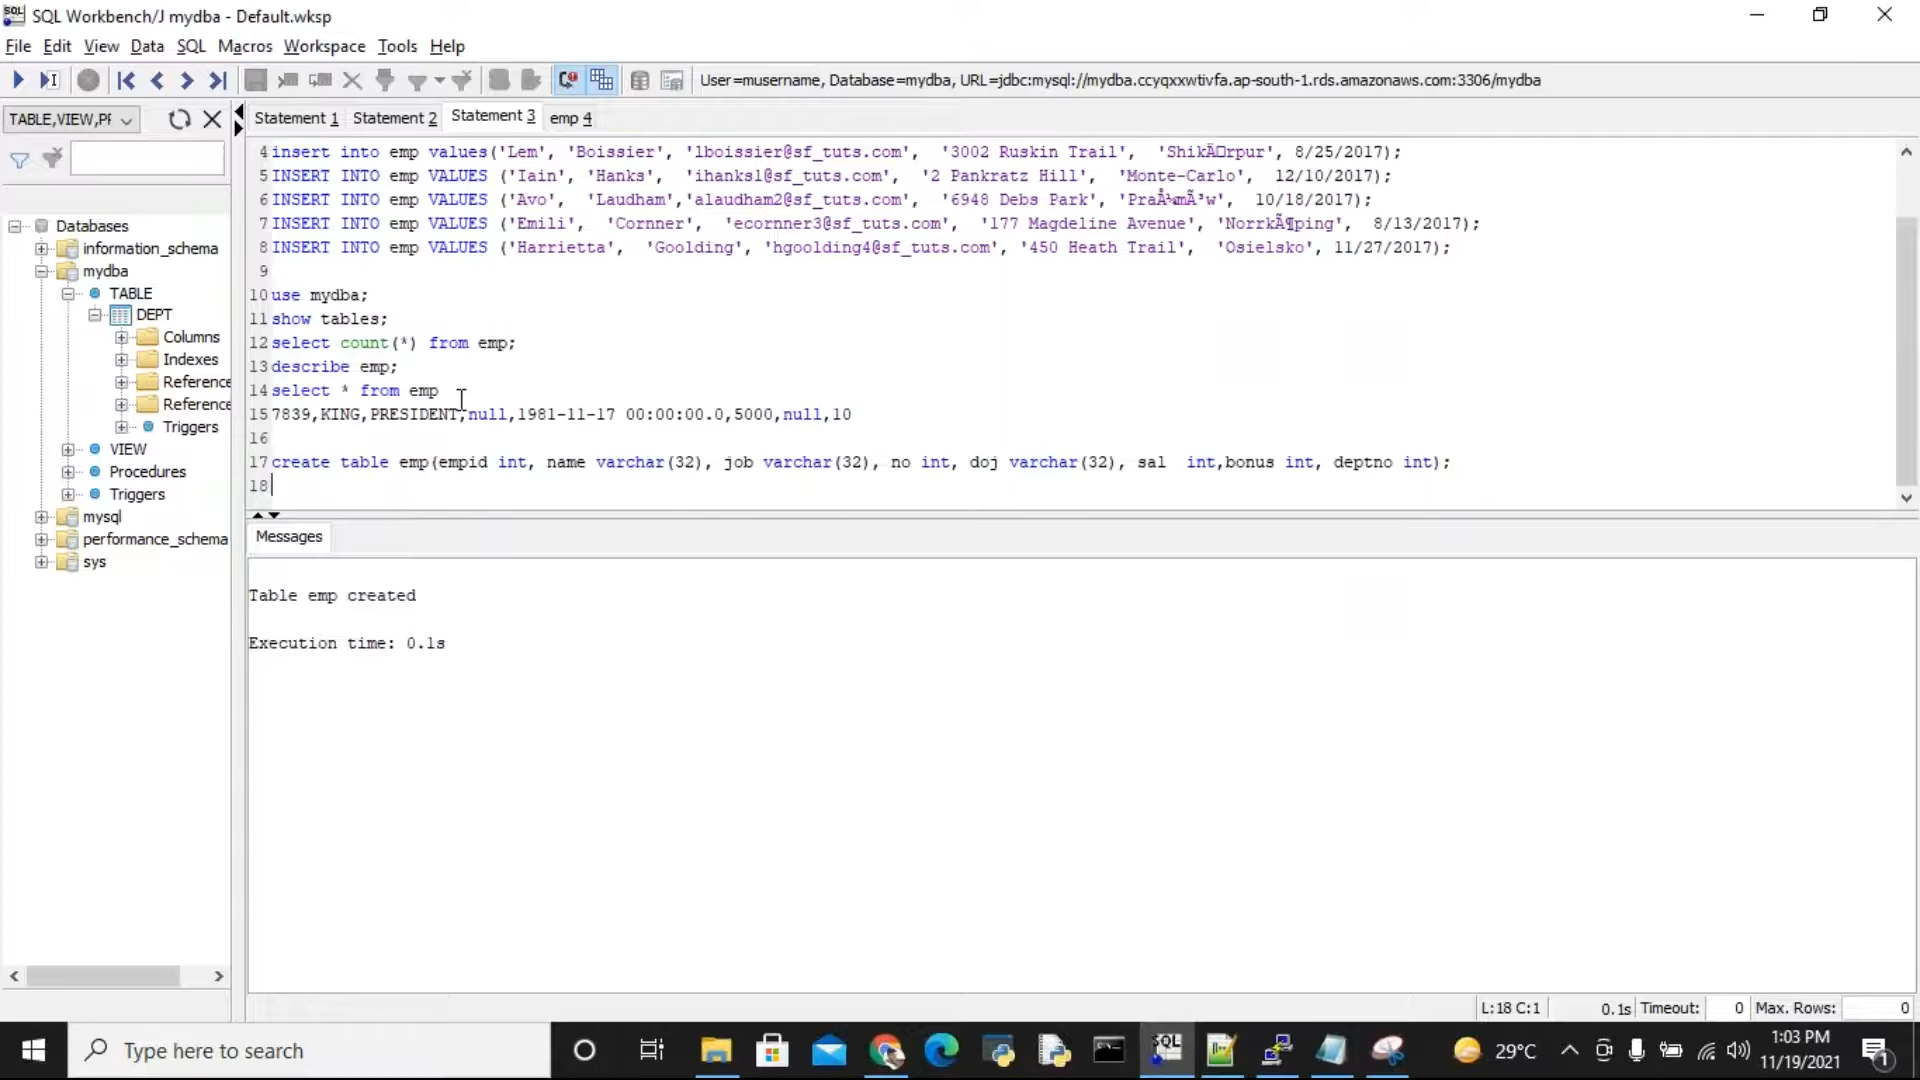 SQL Workbench/J mydba - Default.wksp
File Edit View Data SQL Macros Workspace Tools Help
User=musername, Database=mydba, URL=jdbc:mysql://mydba.ccyqxxwtivfa.ap-south-1.rds.amazonaws.com:3306/mydba
TABLE,VIEW,PF
Statement 1 Statement 2 Statement 3 emp 4
Databases
information_schema
mydba
TABLE
DEPT
Columns
Indexes
Reference
Reference
Triggers
VIEW
Procedures
Triggers
mysql
performance_schema
sys
4 insert into emp values('Lem', 'Boissier', 'lboissier@sf_tuts.com', '3002 Ruskin Trail', 'ShikÃ□rpur', 8/25/2017);
5 INSERT INTO emp VALUES ('Iain', 'Hanks', 'ihanks1@sf_tuts.com', '2 Pankratz Hill', 'Monte-Carlo', 12/10/2017);
6 INSERT INTO emp VALUES ('Avo', 'Laudham','alaudham2@sf_tuts.com', '6948 Debs Park', 'PraÅ¼mÃ³w', 10/18/2017);
7 INSERT INTO emp VALUES ('Emili', 'Cornner', 'ecornner3@sf_tuts.com', '177 Magdeline Avenue', 'NorrkÃ¶ping', 8/13/2017);
8 INSERT INTO emp VALUES ('Harrietta', 'Goolding', 'hgoolding4@sf_tuts.com', '450 Heath Trail', 'Osielsko', 11/27/2017);
9
10 use mydba;
11 show tables;
12 select count(*) from emp;
13 describe emp;
14 select * from emp
15 7839,KING,PRESIDENT,null,1981-11-17 00:00:00.0,5000,null,10
16
17 create table emp(empid int, name varchar(32), job varchar(32), no int, doj varchar(32), sal  int,bonus int, deptno int);
18
Messages
Table emp created
Execution time: 0.1s
L:18 C:1 0.1s Timeout: 0 Max. Rows: 0
Type here to search
SQL
29°C
1:03 PM
11/19/2021
1